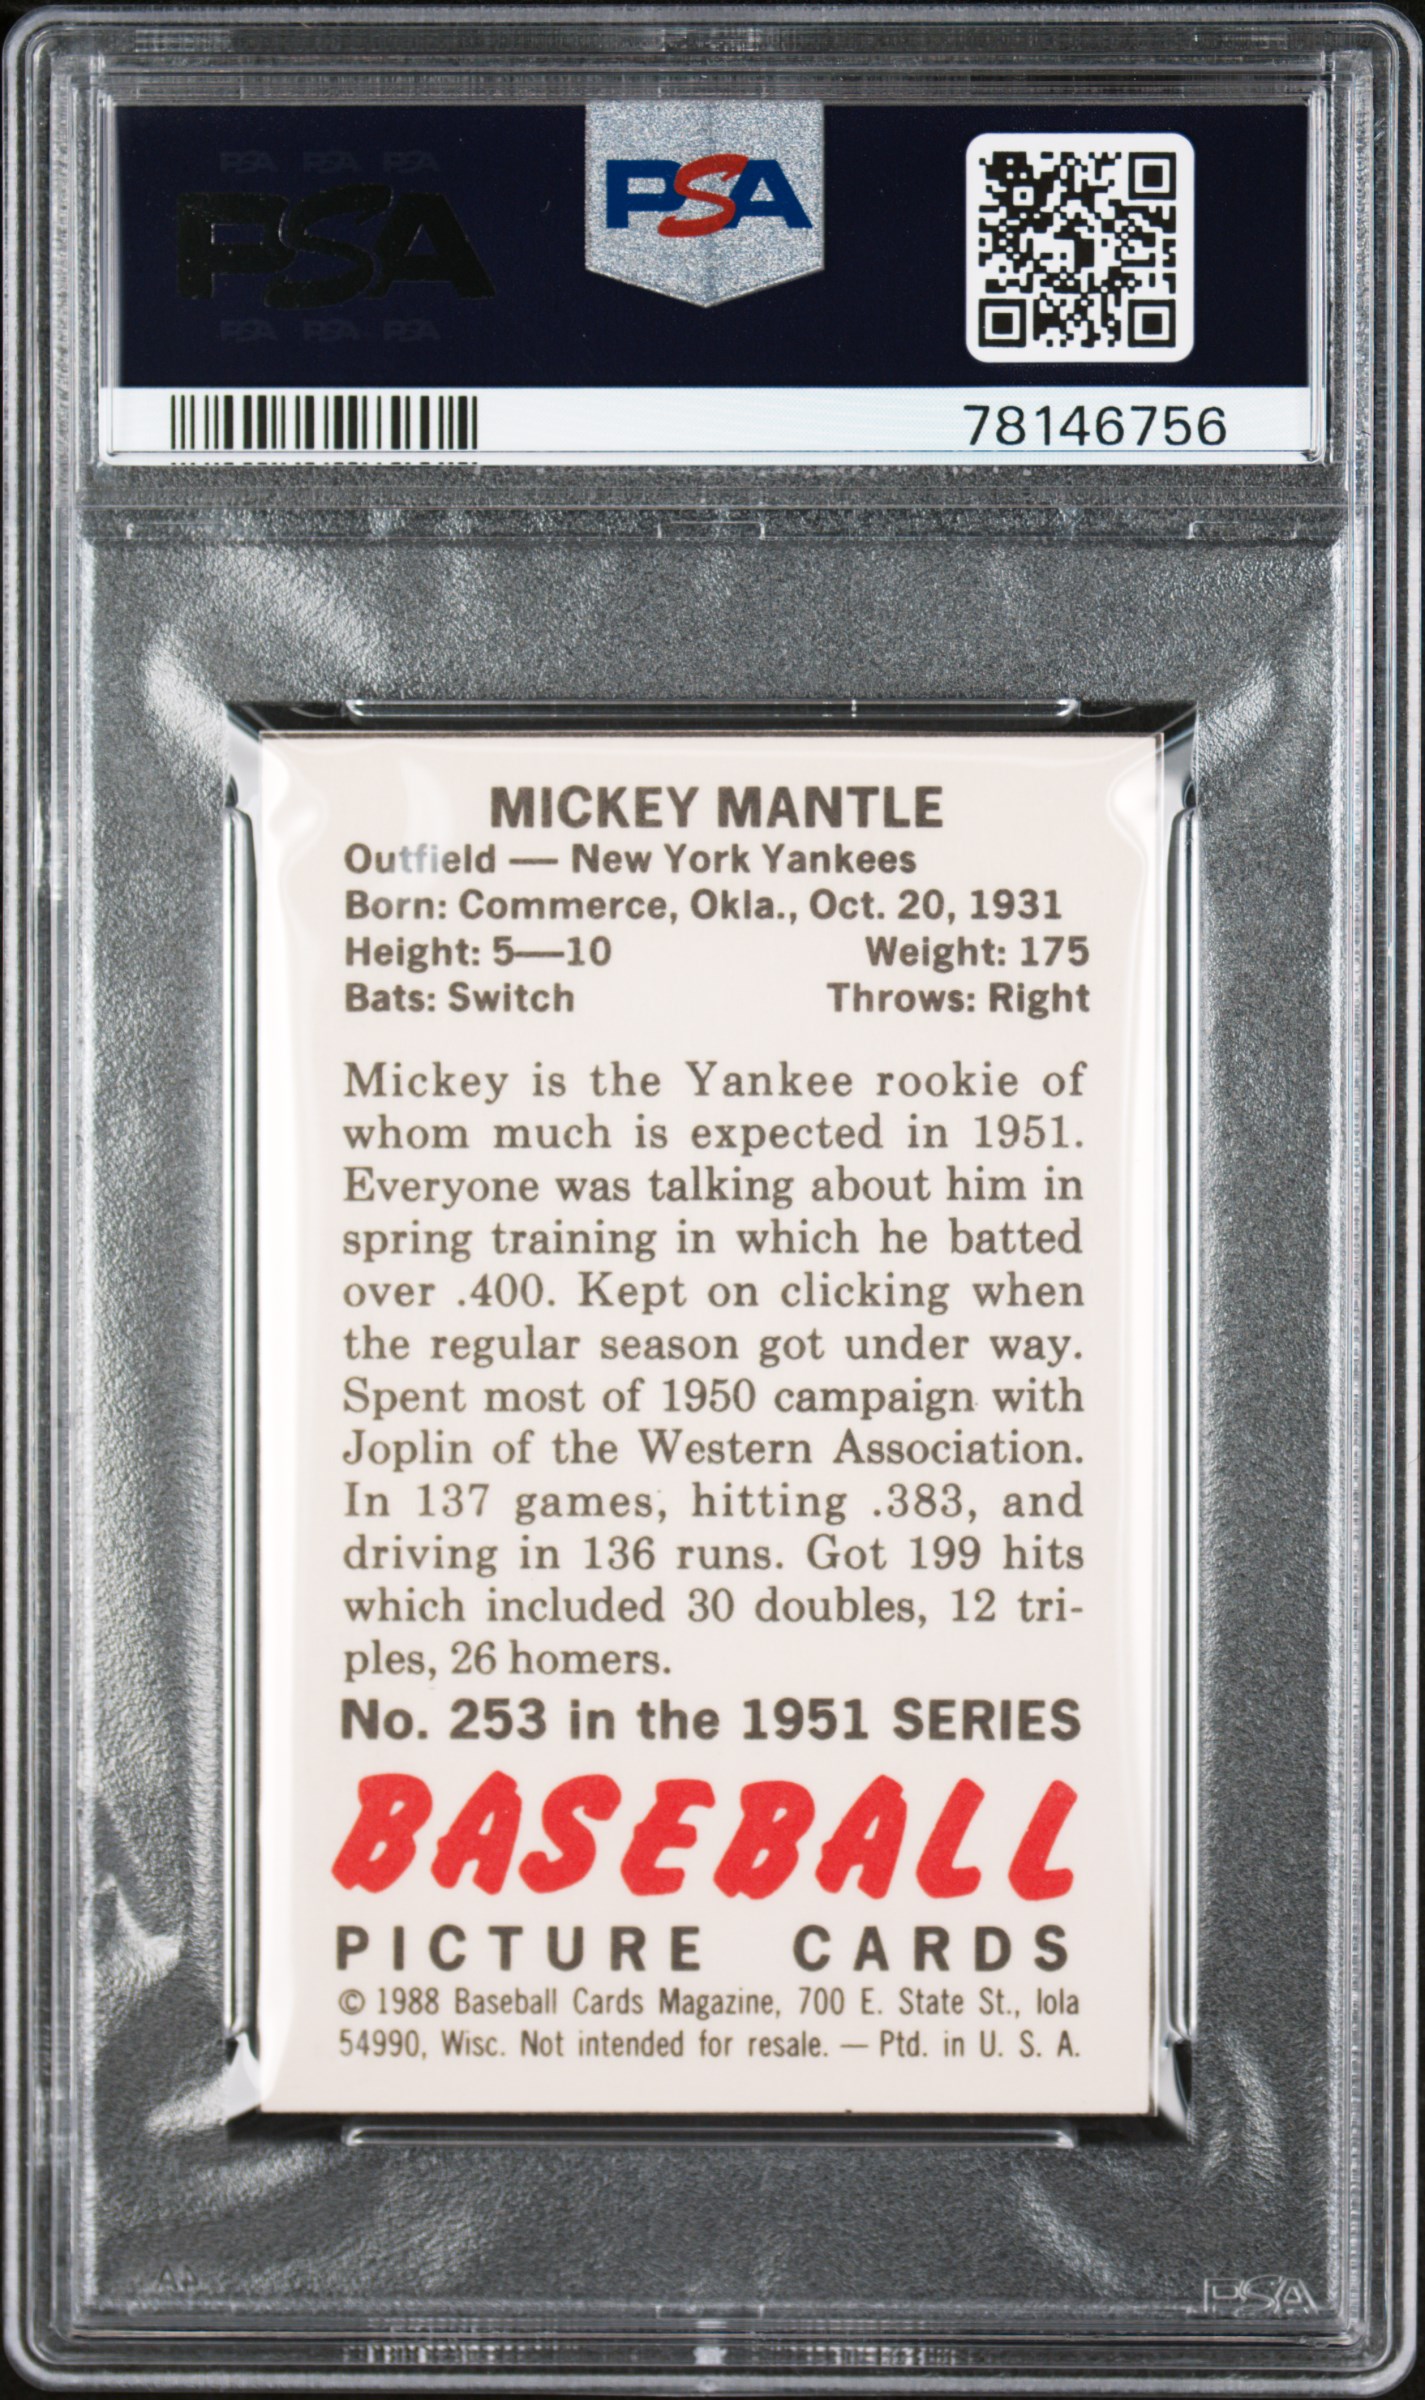 PSA PSA PSA
PSA
PSA PSA PSA
PSA
78146756
MICKEY MANTLE
Outfield — New York Yankees
Born: Commerce, Okla., Oct. 20, 1931
Height: 5—10 Weight: 175
Bats: Switch Throws: Right
Mickey is the Yankee rookie of
whom much is expected in 1951.
Everyone was talking about him in
spring training in which he batted
over .400. Kept on clicking when
the regular season got under way.
Spent most of 1950 campaign with
Joplin of the Western Association.
In 137 games, hitting .383, and
driving in 136 runs. Got 199 hits
which included 30 doubles, 12 tri-
ples, 26 homers.
No. 253 in the 1951 SERIES
BASEBALL
PICTURE CARDS
© 1988 Baseball Cards Magazine, 700 E. State St., Iola
54990, Wisc. Not intended for resale. — Ptd. in U. S. A.
PSA